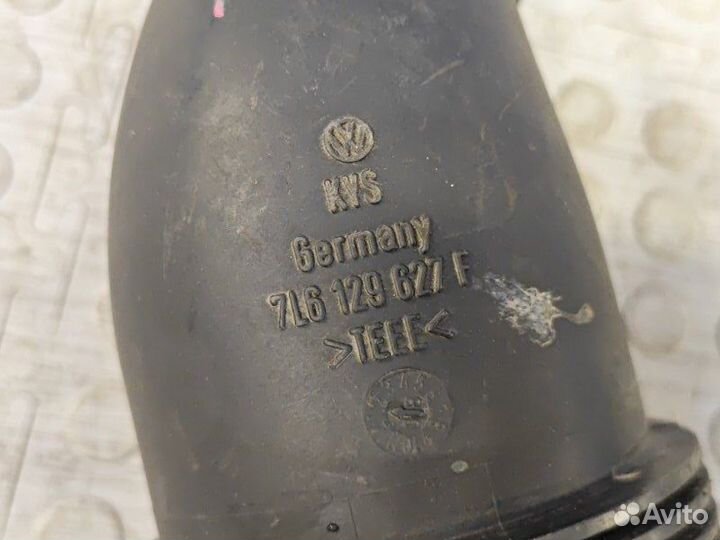 KVS
Germany
7L6 129 627 F
>TEEE<
Avito